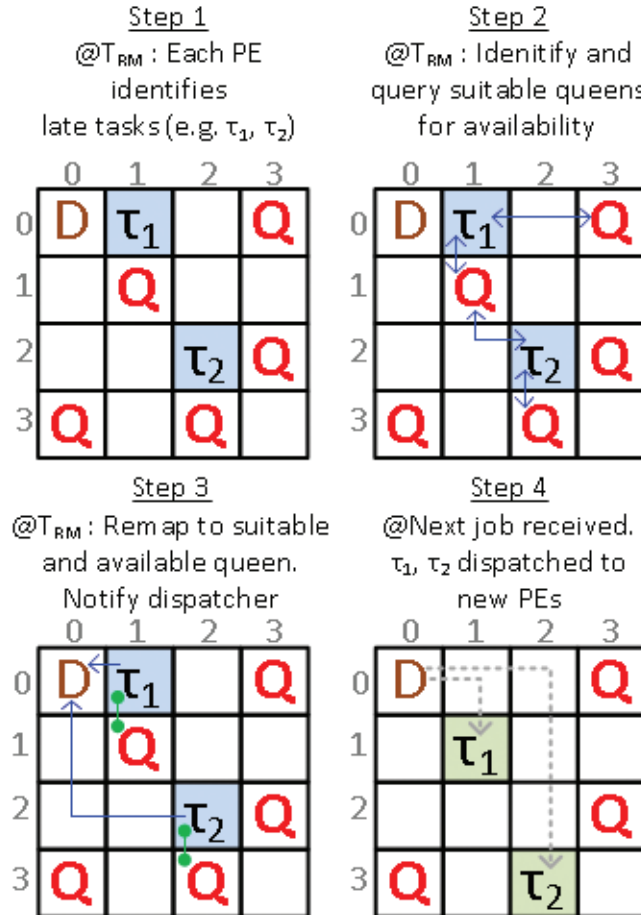 Step 1
@T_RM : Each PE
identifies
late tasks (e.g. τ₁, τ₂)
0 1 2 3
0 D τ₁ Q
1 Q
2 τ₂ Q
3 Q Q
Step 2
@T_RM : Idenitify and
query suitable queens
for availability
0 1 2 3
0 D τ₁ Q
1 Q
2 τ₂ Q
3 Q Q
Step 3
@T_RM : Remap to suitable
and available queen.
Notify dispatcher
0 1 2 3
0 D τ₁ Q
1 Q
2 τ₂ Q
3 Q Q
Step 4
@Next job received.
τ₁, τ₂ dispatched to
new PEs
0 1 2 3
0 D Q
1 τ₁
2 Q
3 Q τ₂